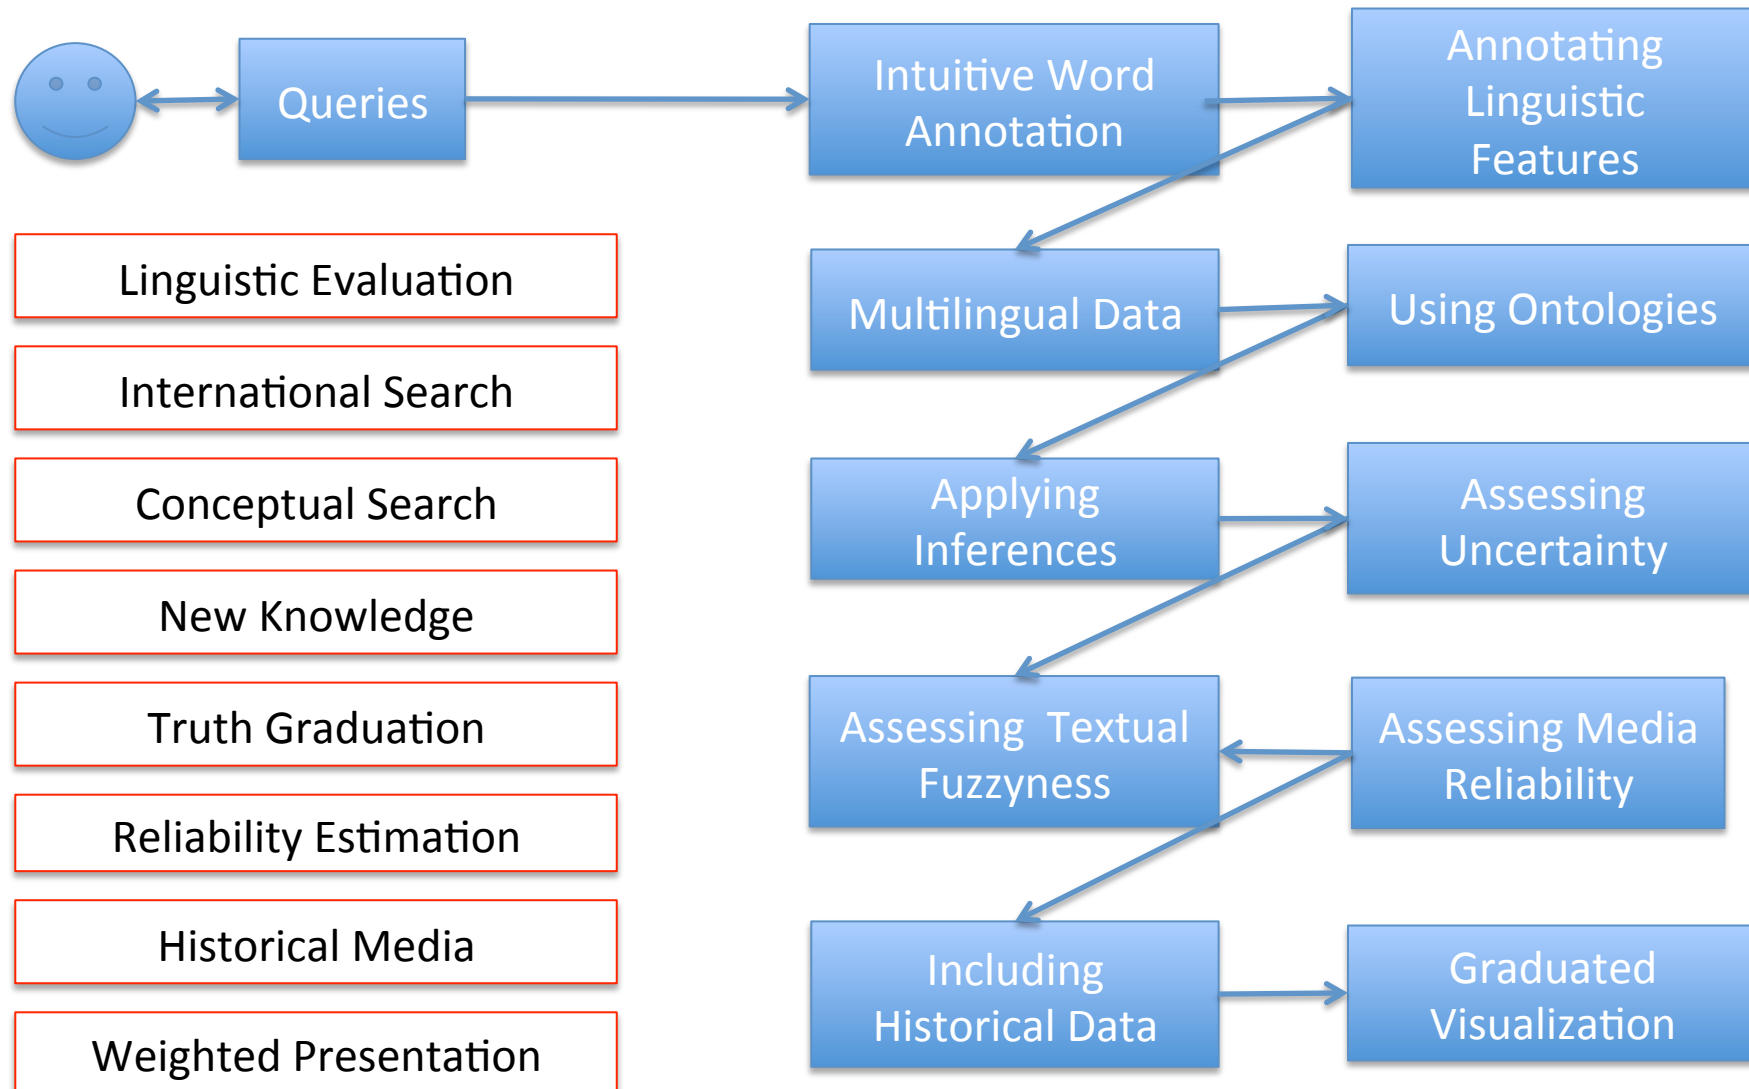 Queries
Intuitive Word
Annotation
Annotating
Linguistic
Features
Linguistic Evaluation
International Search
Conceptual Search
New Knowledge
Truth Graduation
Reliability Estimation
Historical Media
Weighted Presentation
Multilingual Data
Using Ontologies
Applying
Inferences
Assessing
Uncertainty
Assessing Textual
Fuzzyness
Assessing Media
Reliability
Including
Historical Data
Graduated
Visualization